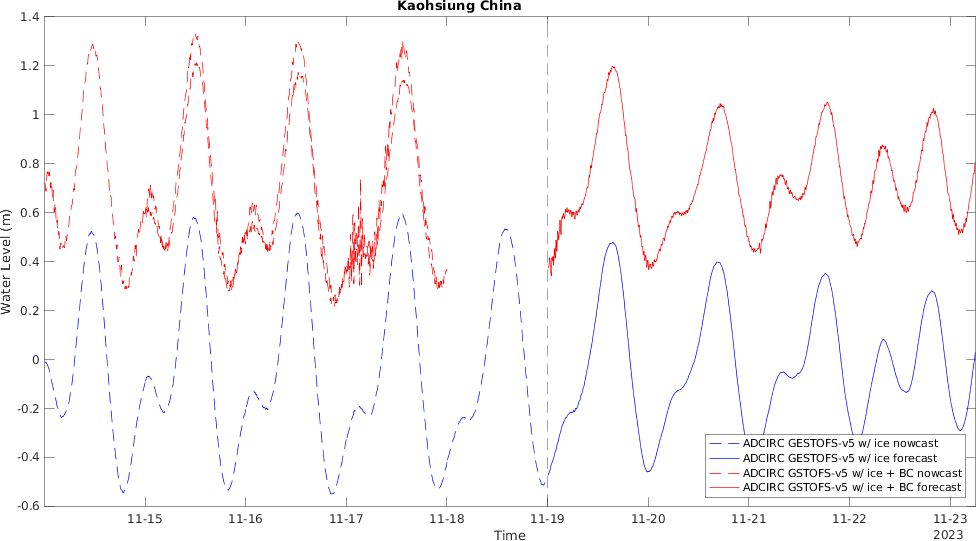 Kaohsiung China
1.4
1.2
1
0.8
0.6
0.4
0.2
0
-0.2
-0.4
-0.6
Water Level (m)
11-15 11-16 11-17 11-18 11-19 11-20 11-21 11-22 11-23
Time
2023
ADCIRC GESTOFS-v5 w/ ice nowcast
ADCIRC GESTOFS-v5 w/ ice forecast
ADCIRC GSTOFS-v5 w/ ice + BC nowcast
ADCIRC GSTOFS-v5 w/ ice + BC forecast